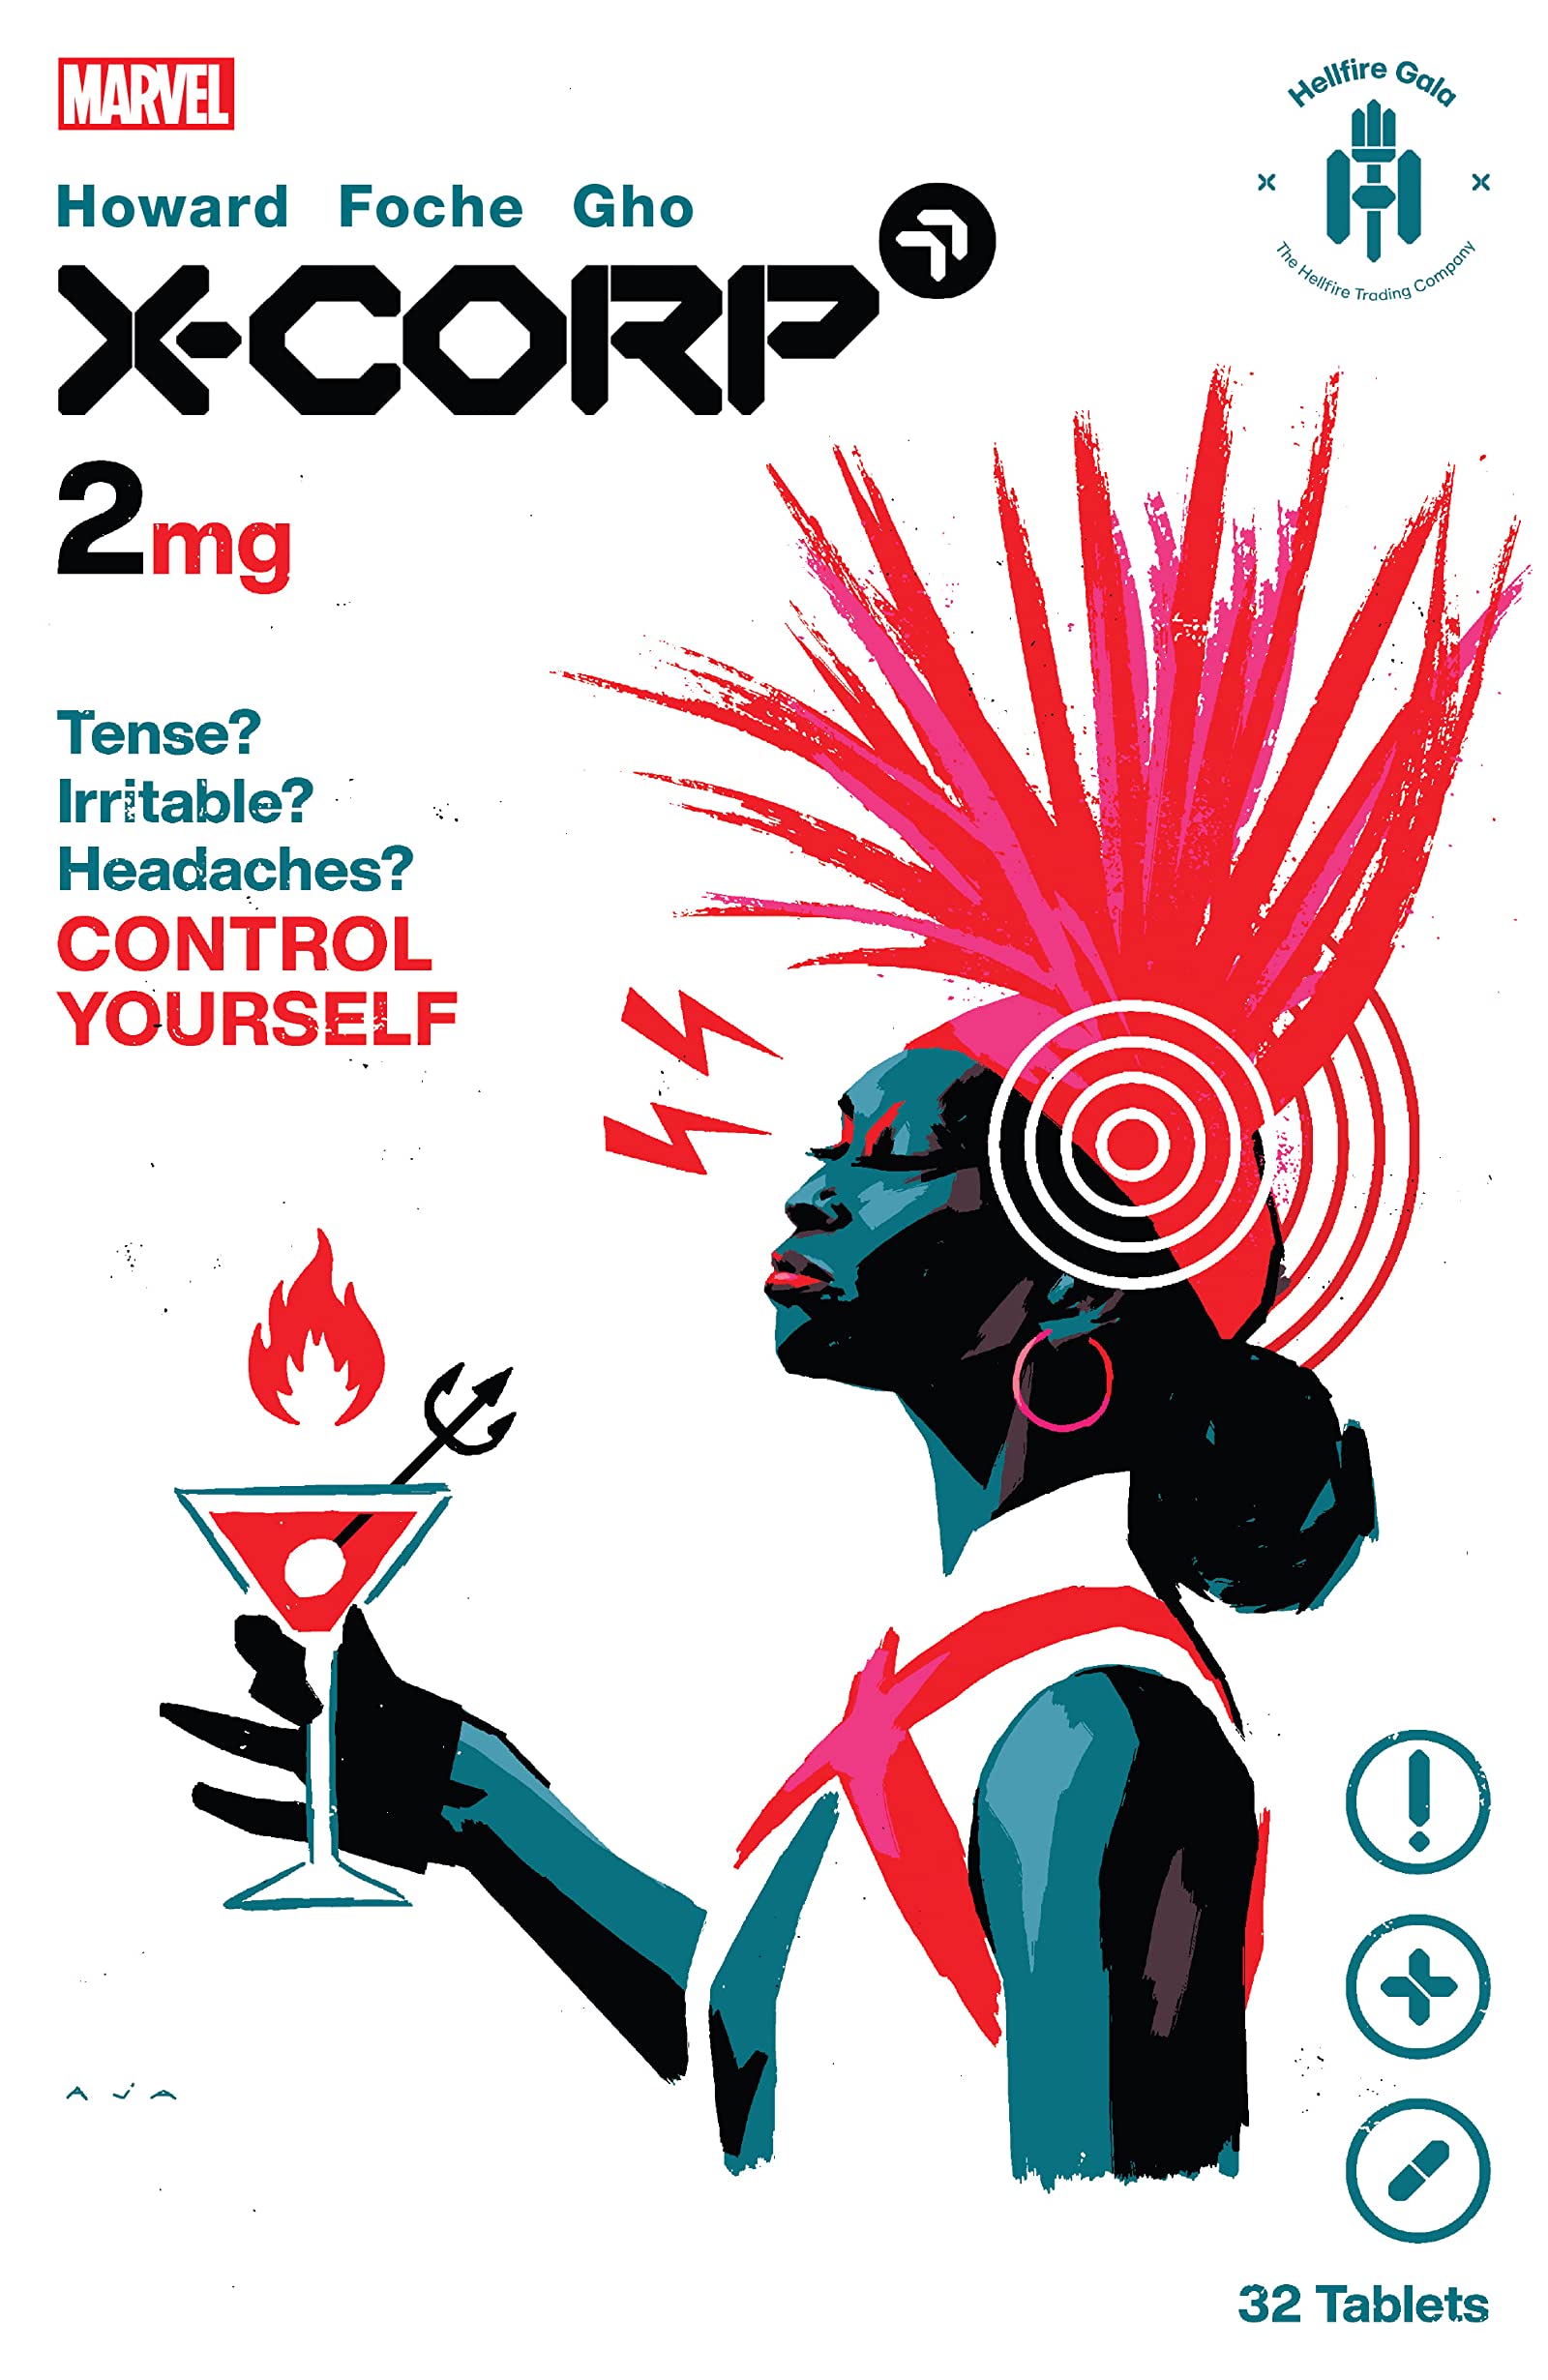 MARVEL
Hellfire Gala
x x
The Hellfire Trading Company
Howard Foche Gho
X-CORP
2mg
Tense?
Irritable?
Headaches?
CONTROL
YOURSELF
AJA
32 Tablets